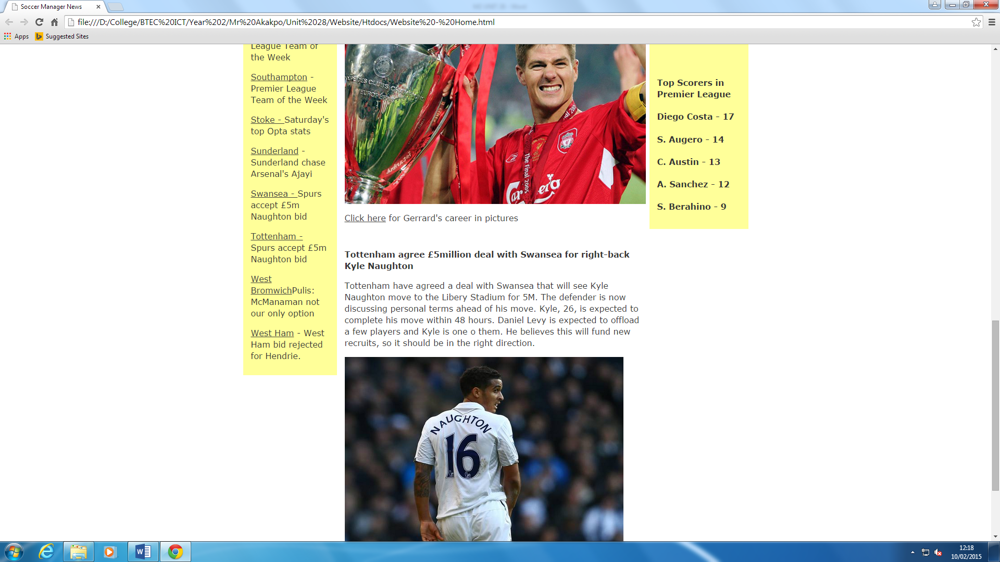 Soccer Manager News
file:///D:/College/BTEC%20ICT/Year%202/Mr%20Akakpo/Unit%2028/Website/Htdocs/Website%20-%20Home.html
Apps
Suggested Sites
League Team of
the Week
Southampton -
Premier League
Team of the Week
Stoke - Saturday's
top Opta stats
Sunderland -
Sunderland chase
Arsenal's Ajayi
Swansea - Spurs
accept £5m
Naughton bid
Tottenham -
Spurs accept £5m
Naughton bid
West
BromwichPulis:
McManaman not
our only option
West Ham - West
Ham bid rejected
for Hendrie.
The Final 2005
Carlsberg
Click here for Gerrard's career in pictures
Tottenham agree £5million deal with Swansea for right-back
Kyle Naughton
Tottenham have agreed a deal with Swansea that will see Kyle
Naughton move to the Libery Stadium for 5M. The defender is now
discussing personal terms ahead of his move. Kyle, 26, is expected to
complete his move within 48 hours. Daniel Levy is expected to offload
a few players and Kyle is one o them. He believes this will fund new
recruits, so it should be in the right direction.
NAUGHTON
16
Top Scorers in
Premier League
Diego Costa - 17
S. Augero - 14
C. Austin - 13
A. Sanchez - 12
S. Berahino - 9
12:18
10/02/2015